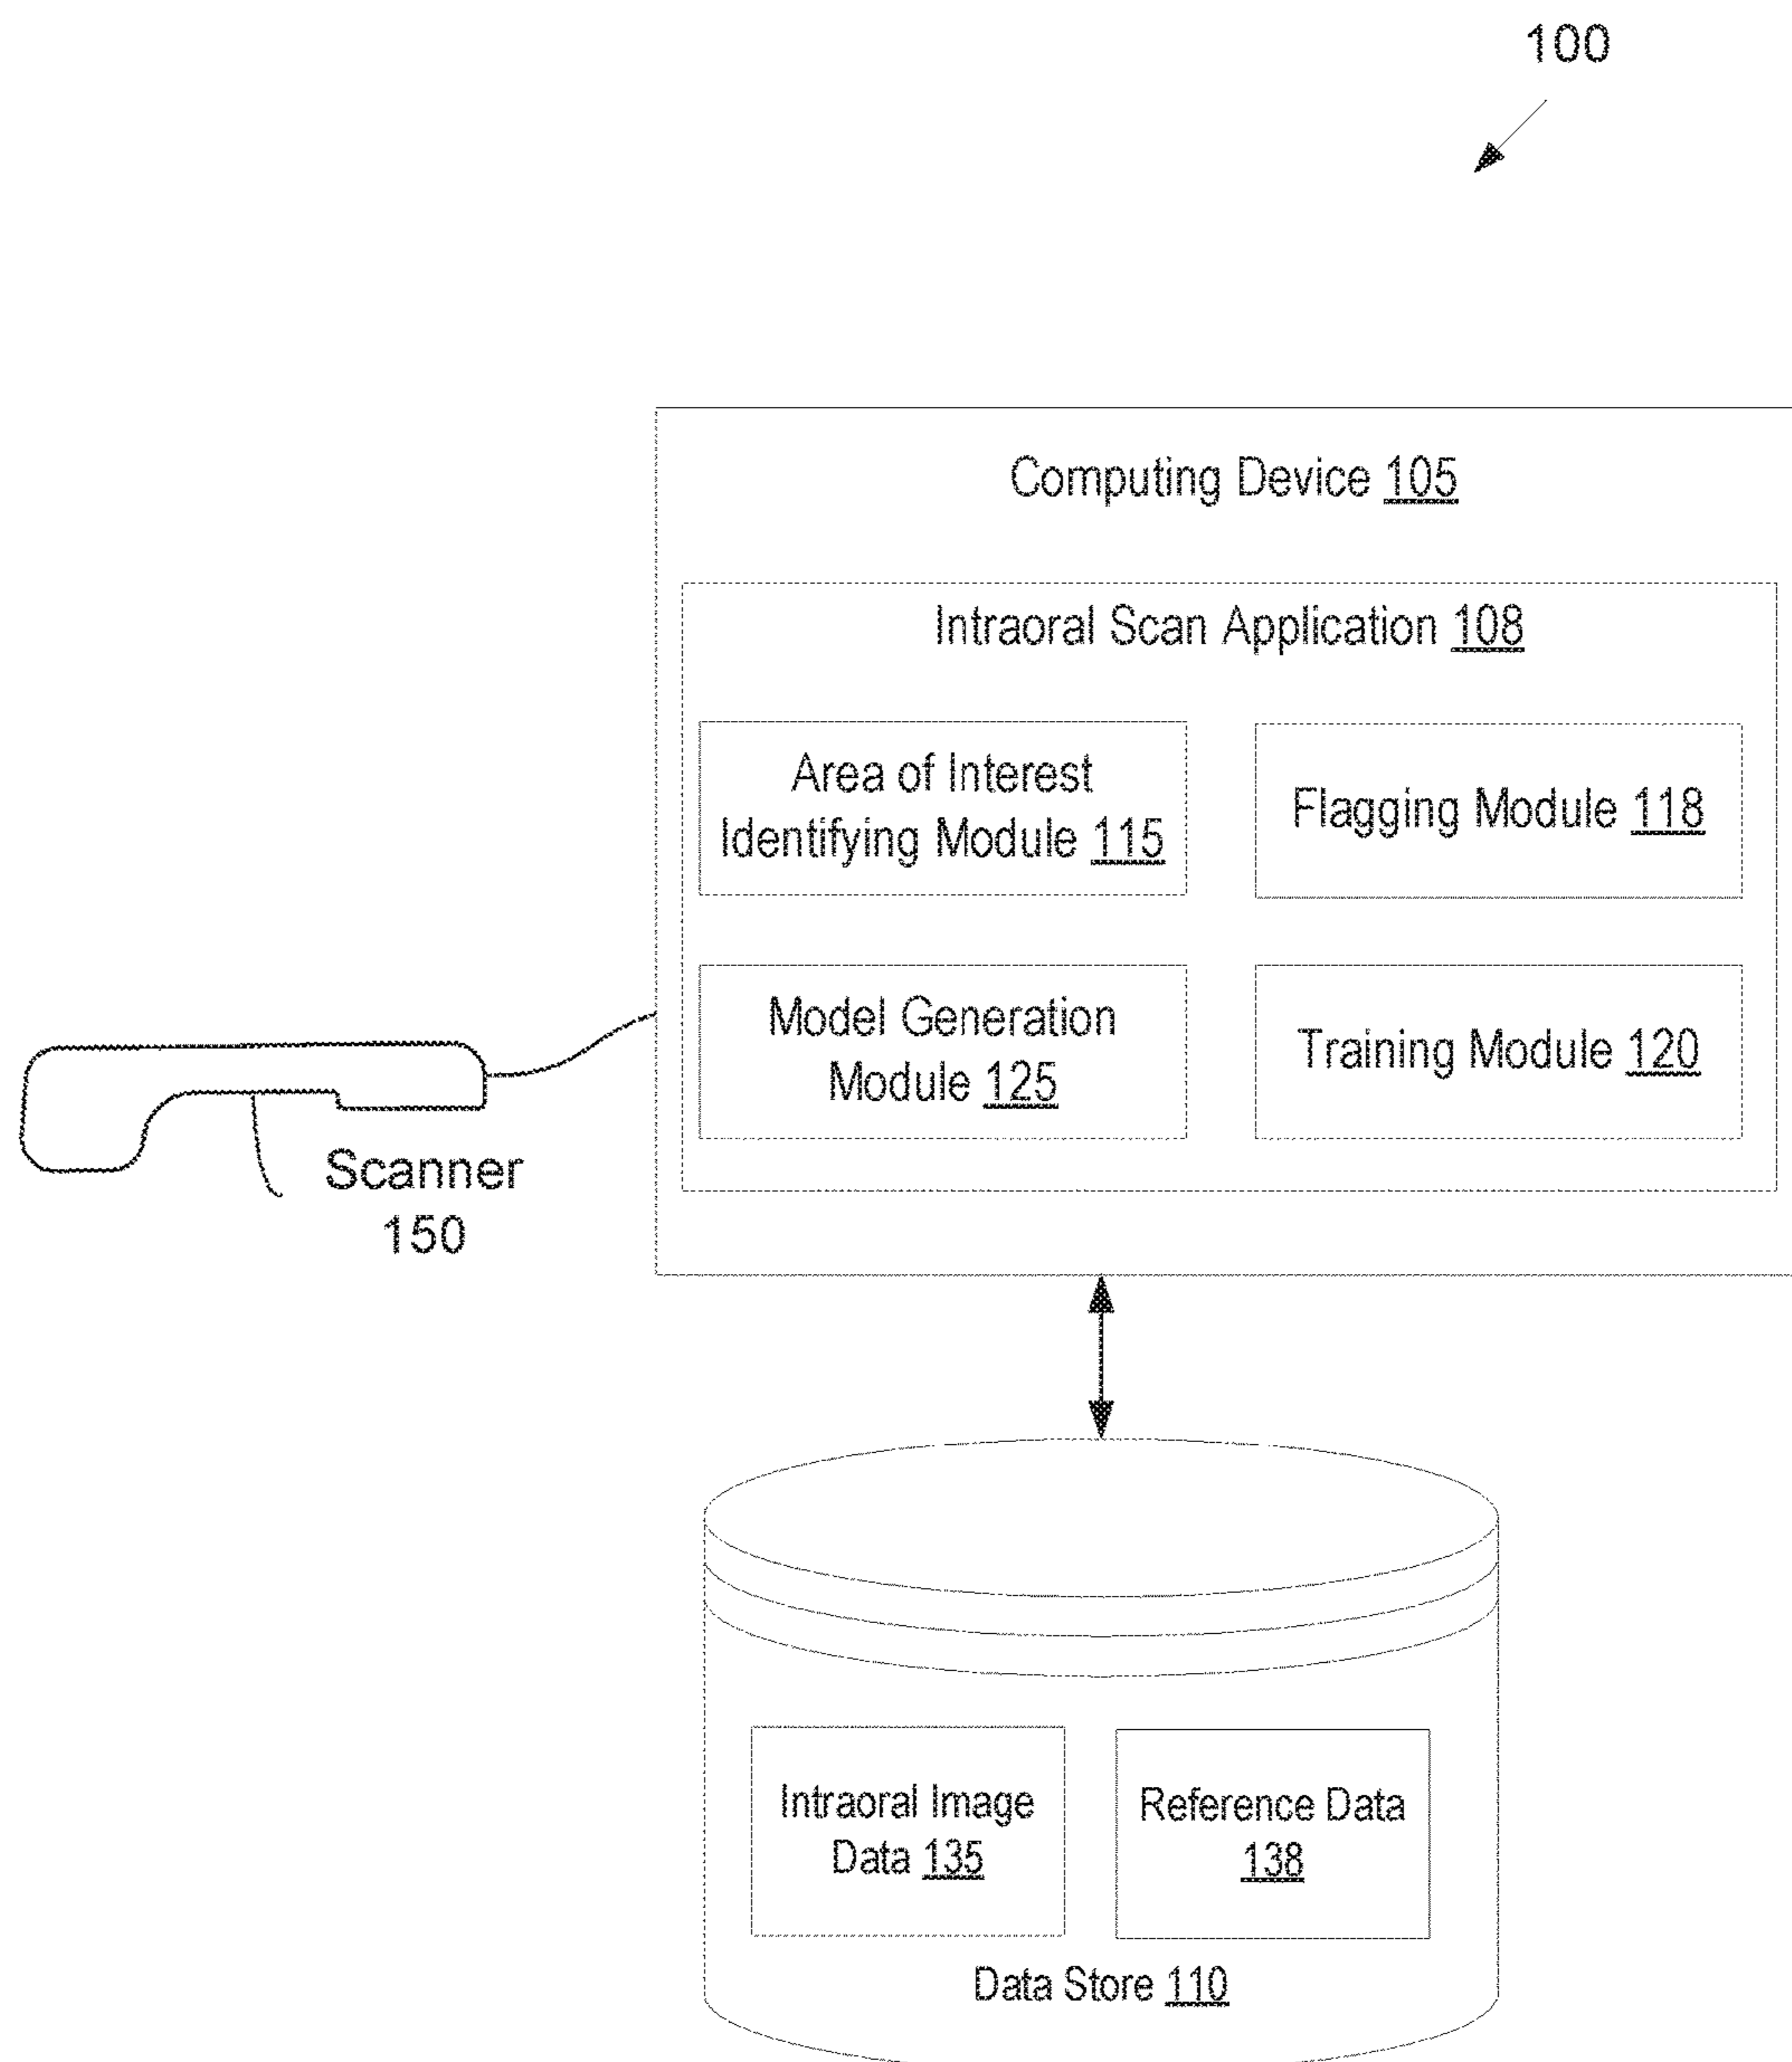 100
Computing Device 105
Intraoral Scan Application 108
Area of Interest
Identifying Module 115
Flagging Module 118
Model Generation
Module 125
Training Module 120
Scanner
150
Intraoral Image
Data 135
Reference Data
138
Data Store 110